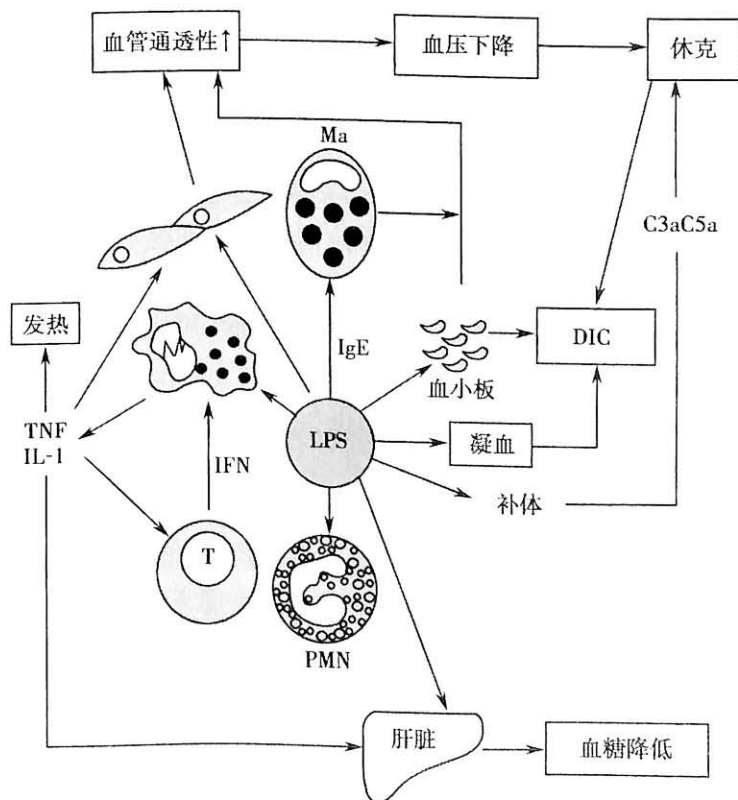 血管通透性↑
血压下降
休克
Ma
C3aC5a
发热
IgE
血小板
DIC
TNF
IL-1
IFN
LPS
凝血
补体
T
PMN
肝脏
血糖降低